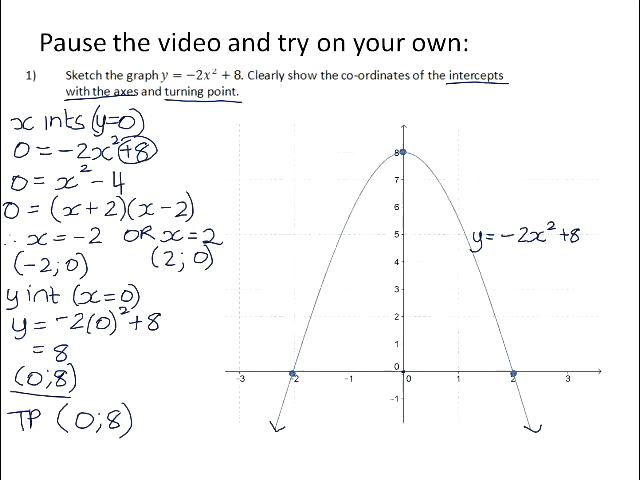 Pause the video and try on your own:
1) Sketch the graph y = −2x² + 8. Clearly show the co-ordinates of the intercepts
with the axes and turning point.
x ints (y=0)
0 = −2x² + 8
0 = x² − 4
0 = (x + 2)(x − 2)
∴ x = −2 OR x = 2
(−2; 0) (2; 0)
y int (x = 0)
y = −2(0)² + 8
= 8
(0; 8)
TP (0; 8)
8
7
6
5
y = −2x² + 8
4
3
2
1
0
−3 −2 −1 0 1 2 3
−1